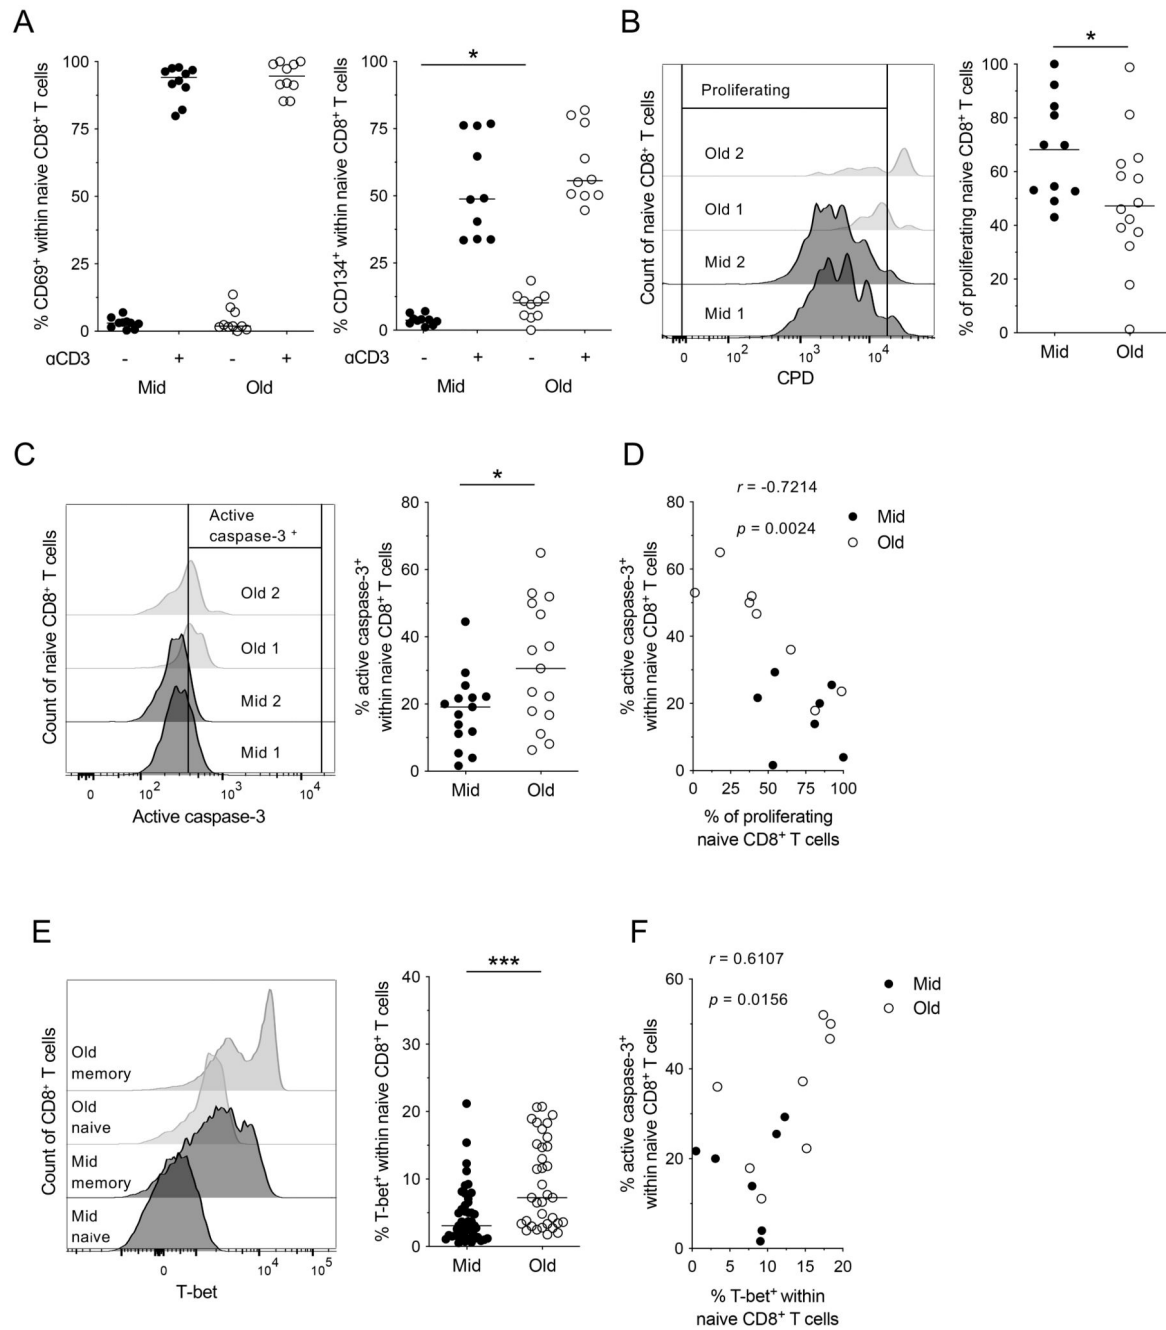 A
% CD69⁺ within naive CD8⁺ T cells
100
75
50
25
0
αCD3
- + - +
Mid Old
% CD134⁺ within naive CD8⁺ T cells
*
100
75
50
25
0
αCD3
- + - +
Mid Old
B
Count of naive CD8⁺ T cells
Proliferating
Old 2
Old 1
Mid 2
Mid 1
0 10² 10³ 10⁴
CPD
% of proliferating naive CD8⁺ T cells
*
100
80
60
40
20
0
Mid Old
C
Count of naive CD8⁺ T cells
Active
caspase-3 ⁺
Old 2
Old 1
Mid 2
Mid 1
0 10² 10³ 10⁴
Active caspase-3
% active caspase-3⁺
within naive CD8⁺ T cells
*
80
60
40
20
0
Mid Old
D
r = -0.7214
p = 0.0024
Mid
Old
% active caspase-3⁺
within naive CD8⁺ T cells
80
60
40
20
0
0 25 50 75 100
% of proliferating
naive CD8⁺ T cells
E
Count of CD8⁺ T cells
Old
memory
Old
naive
Mid
memory
Mid
naive
0 10⁴ 10⁵
T-bet
% T-bet⁺ within naive CD8⁺ T cells
***
40
30
20
10
0
Mid Old
F
r = 0.6107
p = 0.0156
Mid
Old
% active caspase-3⁺
within naive CD8⁺ T cells
60
40
20
0
0 5 10 15 20
% T-bet⁺ within
naive CD8⁺ T cells